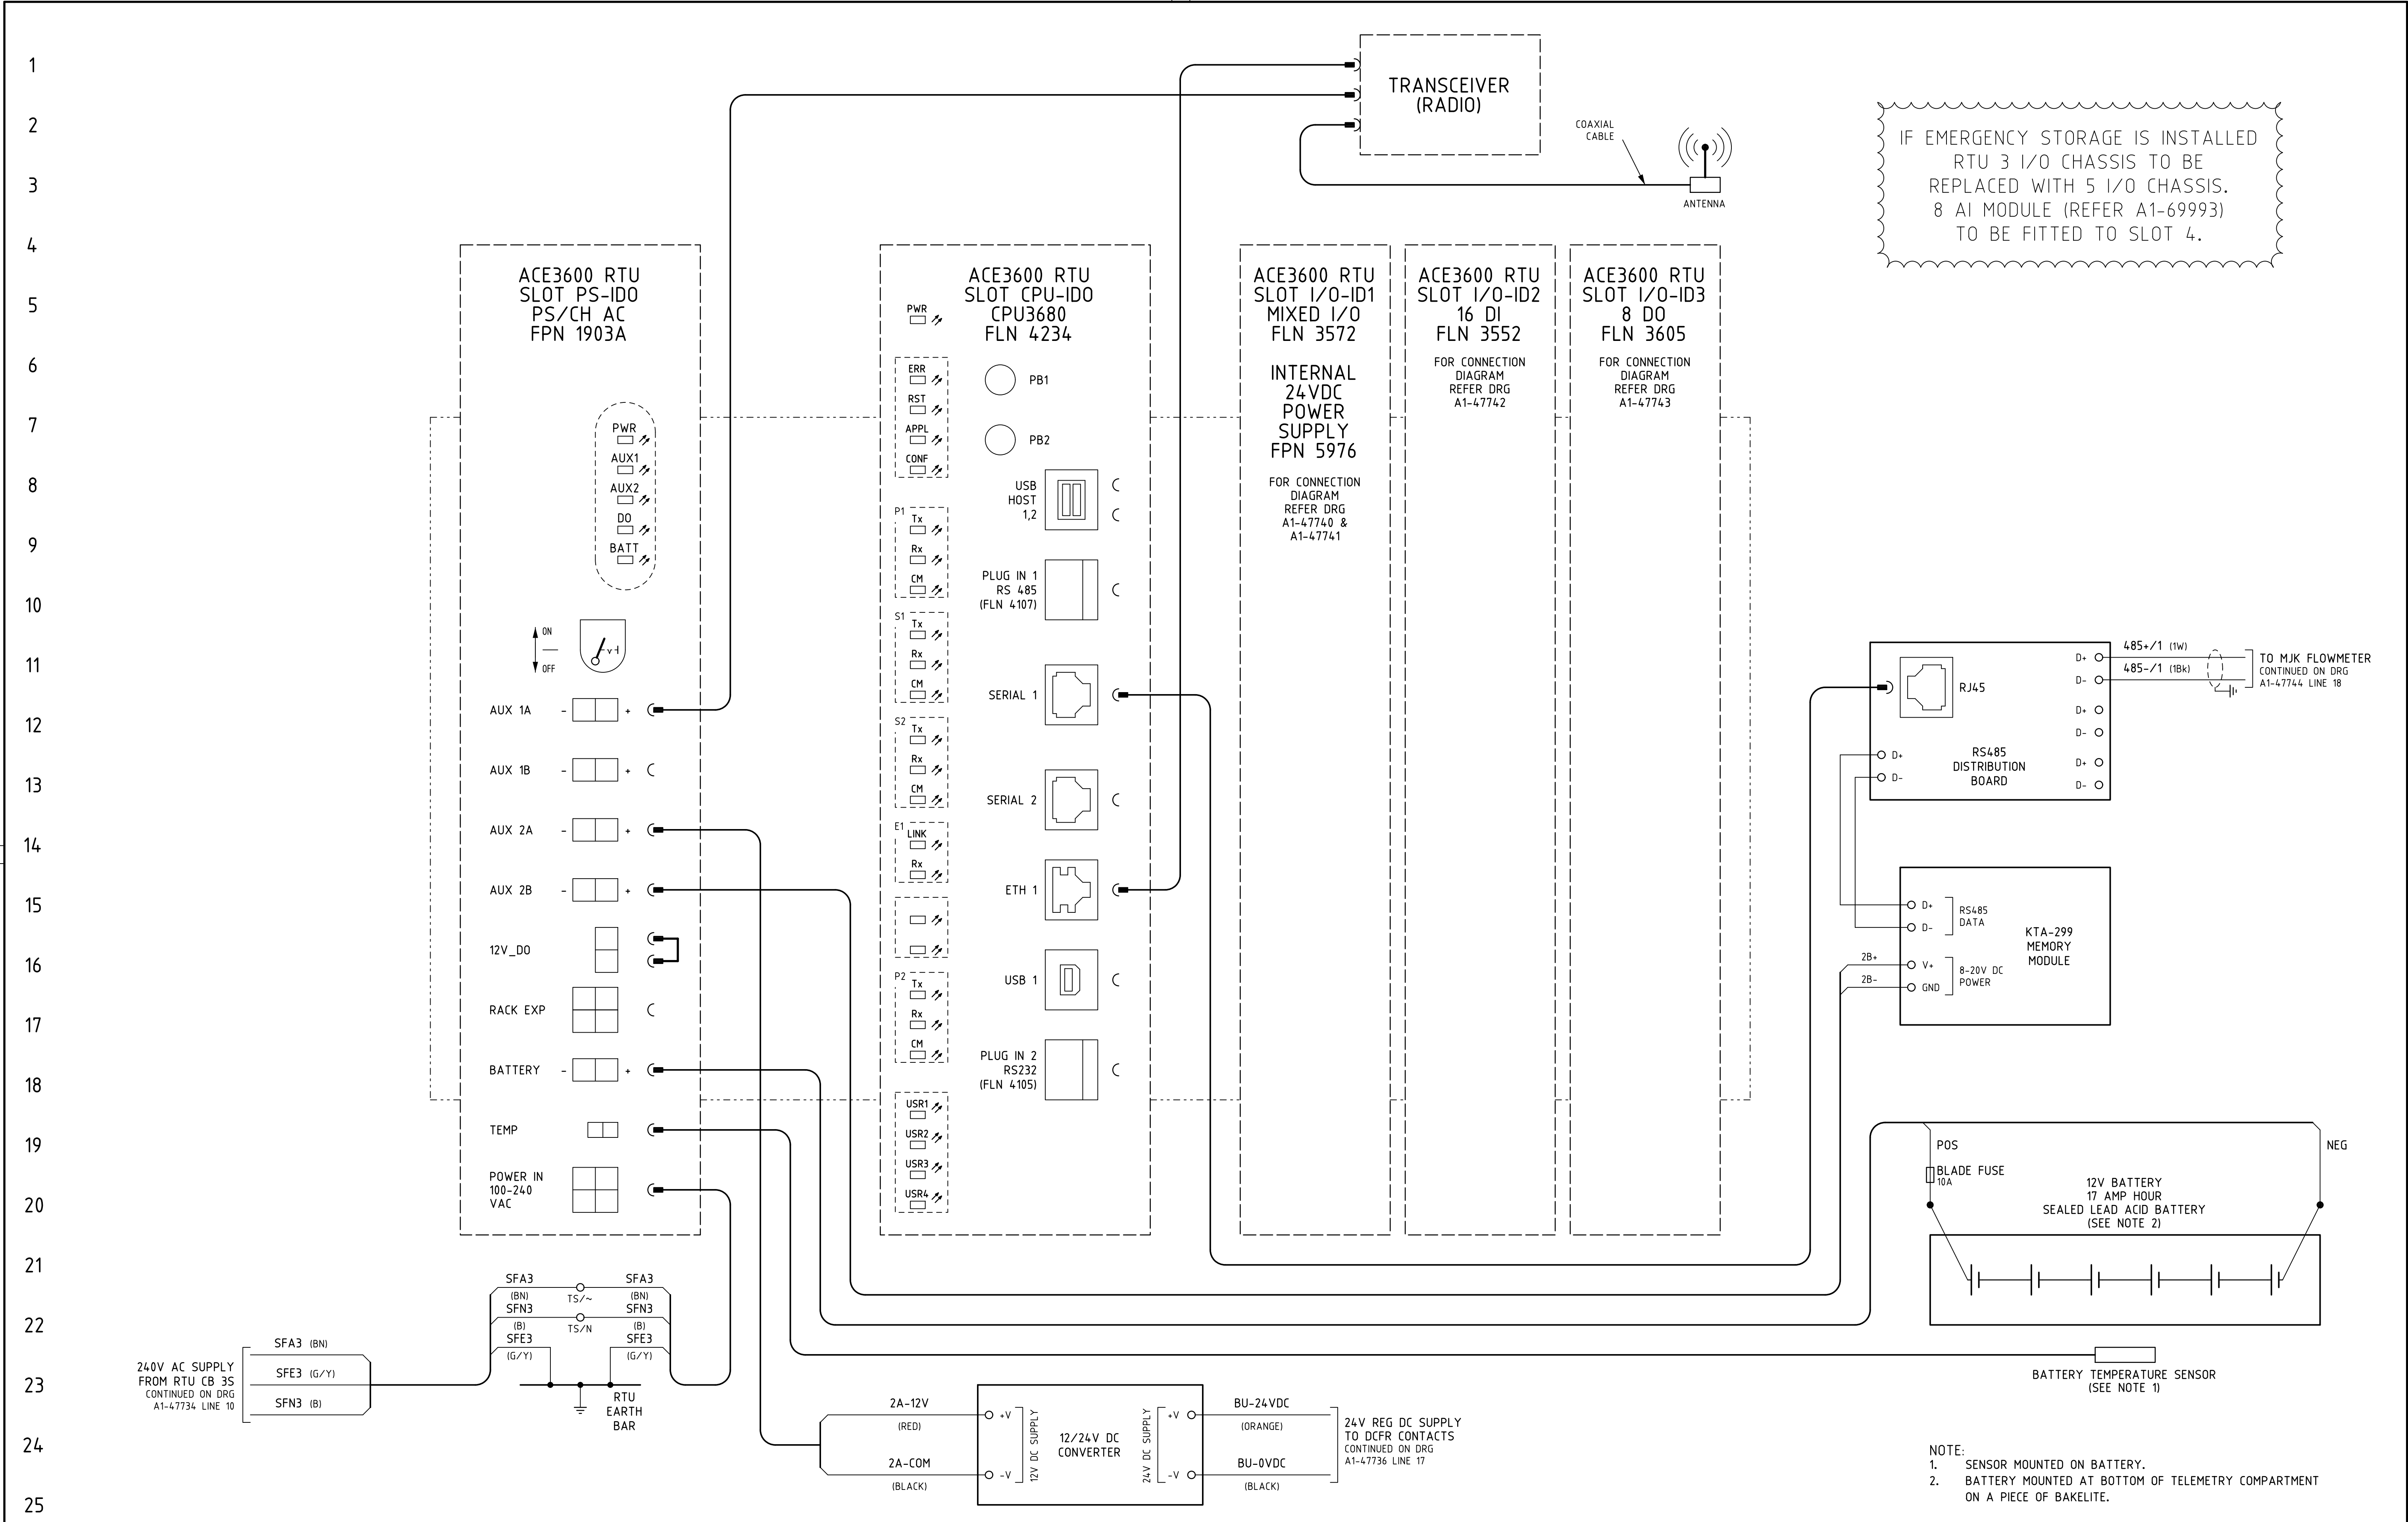 1
2
3
4
5
6
7
8
9
10
11
12
13
14
15
16
17
18
19
20
21
22
23
24
25
TRANSCEIVER
(RADIO)
COAXIAL
CABLE
ANTENNA
IF EMERGENCY STORAGE IS INSTALLED
RTU 3 I/O CHASSIS TO BE
REPLACED WITH 5 I/O CHASSIS.
8 AI MODULE (REFER A1-69993)
TO BE FITTED TO SLOT 4.
ACE3600 RTU
SLOT PS-ID0
PS/CH AC
FPN 1903A
PWR
AUX1
AUX2
DO
BATT
ON
OFF
V
AUX 1A - +
AUX 1B - +
AUX 2A - +
AUX 2B - +
12V_DO
RACK EXP
BATTERY - +
TEMP
POWER IN
100-240
VAC
ACE3600 RTU
SLOT CPU-ID0
CPU3680
FLN 4234
PWR
ERR
RST
APPL
CONF
P1
Tx
Rx
CM
S1
Tx
Rx
CM
S2
Tx
Rx
CM
E1
LINK
Rx
P2
Tx
Rx
CM
USR1
USR2
USR3
USR4
PB1
PB2
USB
HOST
1,2
PLUG IN 1
RS 485
(FLN 4107)
SERIAL 1
SERIAL 2
ETH 1
USB 1
PLUG IN 2
RS232
(FLN 4105)
ACE3600 RTU
SLOT I/O-ID1
MIXED I/O
FLN 3572
INTERNAL
24VDC
POWER
SUPPLY
FPN 5976
FOR CONNECTION
DIAGRAM
REFER DRG
A1-47740 &
A1-47741
ACE3600 RTU
SLOT I/O-ID2
16 DI
FLN 3552
FOR CONNECTION
DIAGRAM
REFER DRG
A1-47742
ACE3600 RTU
SLOT I/O-ID3
8 DO
FLN 3605
FOR CONNECTION
DIAGRAM
REFER DRG
A1-47743
RJ45
RS485
DISTRIBUTION
BOARD
D+
D-
D+
D-
D+
D-
D+
D-
485+/1 (1W)
485-/1 (1Bk)
TO MJK FLOWMETER
CONTINUED ON DRG
A1-47744 LINE 18
D+
D-
RS485
DATA
KTA-299
MEMORY
MODULE
2B+
2B-
V+
GND
8-20V DC
POWER
POS
NEG
BLADE FUSE
10A
12V BATTERY
17 AMP HOUR
SEALED LEAD ACID BATTERY
(SEE NOTE 2)
BATTERY TEMPERATURE SENSOR
(SEE NOTE 1)
240V AC SUPPLY
FROM RTU CB 3S
CONTINUED ON DRG
A1-47734 LINE 10
SFA3 (BN)
SFE3 (G/Y)
SFN3 (B)
SFA3
(BN)
SFN3
(B)
SFE3
(G/Y)
TS/~
TS/N
SFA3
(BN)
SFN3
(B)
SFE3
(G/Y)
RTU
EARTH
BAR
2A-12V
(RED)
2A-COM
(BLACK)
+V
-V
12V DC SUPPLY
12/24V DC
CONVERTER
24V DC SUPPLY
+V
-V
BU-24VDC
(ORANGE)
BU-0VDC
(BLACK)
24V REG DC SUPPLY
TO DCFR CONTACTS
CONTINUED ON DRG
A1-47736 LINE 17
NOTE:
1. SENSOR MOUNTED ON BATTERY.
2. BATTERY MOUNTED AT BOTTOM OF TELEMETRY COMPARTMENT
ON A PIECE OF BAKELITE.